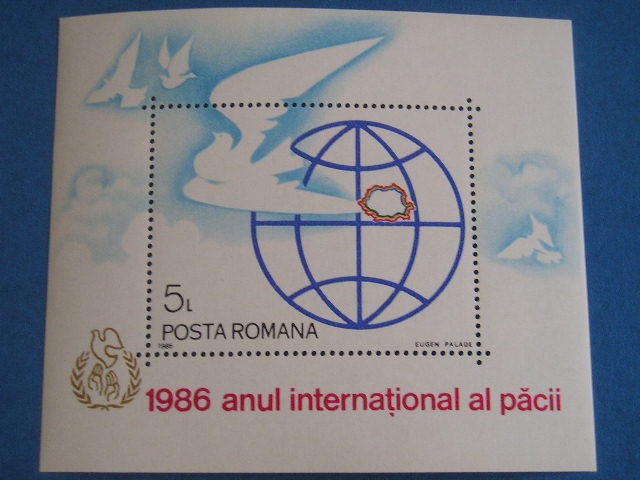 5L
POSTA ROMANA
1986
EUGEN PALADE
1986 anul internațional al păcii